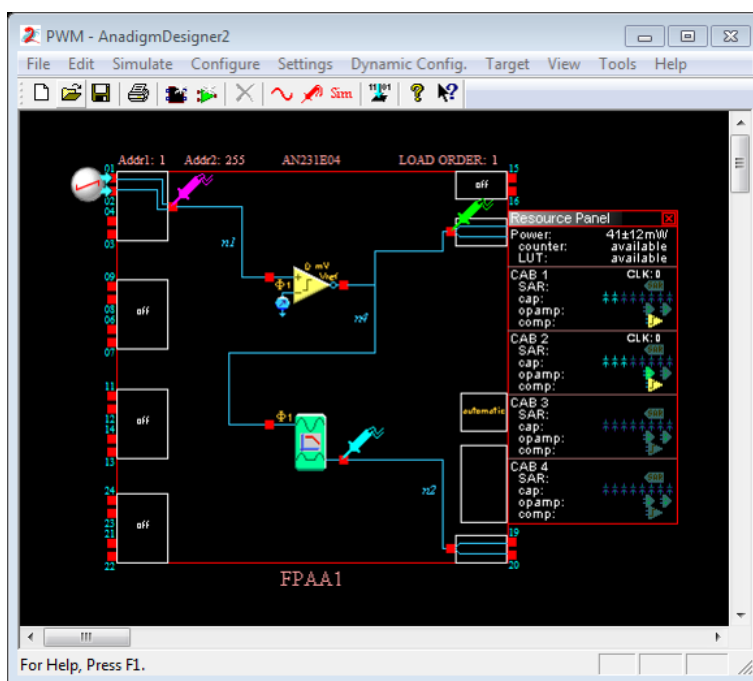 PWM - AnadigmDesigner2
File Edit Simulate Configure Settings Dynamic Config. Target View Tools Help
Sim
Addr1: 1 Addr2: 255 AN231E04 LOAD ORDER: 1
01
02
04
03
09
08
06
07
11
12
14
13
24
23
21
22
15
16
19
20
off
off
off
off
automatic
n1
0 mV
Vref
Φ1
n4
Φ1
n2
FPAA1
Resource Panel
Power: 41±12mW
counter: available
LUT: available
CAB 1 CLK:0
SAR:
cap:
opamp:
comp:
CAB 2 CLK:0
SAR:
cap:
opamp:
comp:
CAB 3
SAR:
cap:
opamp:
comp:
CAB 4
SAR:
cap:
opamp:
comp:
For Help, Press F1.